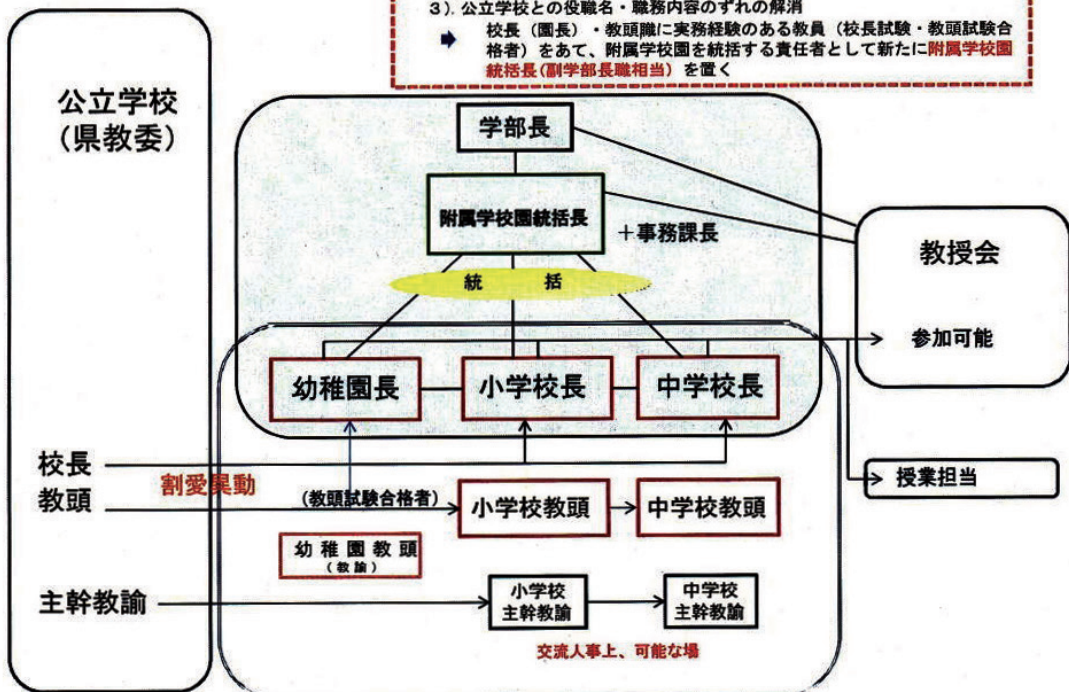 3). 公立学校との役職名・職務内容のずれの解消
➡ 校長(園長)・教頭職に実務経験のある教員(校長試験・教頭試験合
格者)をあて、附属学校園を統括する責任者として新たに附属学校園
統括長(副学部長職相当)を置く
公立学校
(県教委)
学部長
附属学校園統括長
+事務課長
統 括
教授会
参加可能
幼稚園長
小学校長
中学校長
校長
教頭
割愛異動
(教頭試験合格者)
小学校教頭
中学校教頭
授業担当
幼稚園教頭
(教諭)
主幹教諭
小学校
主幹教諭
中学校
主幹教諭
交流人事上、可能な場